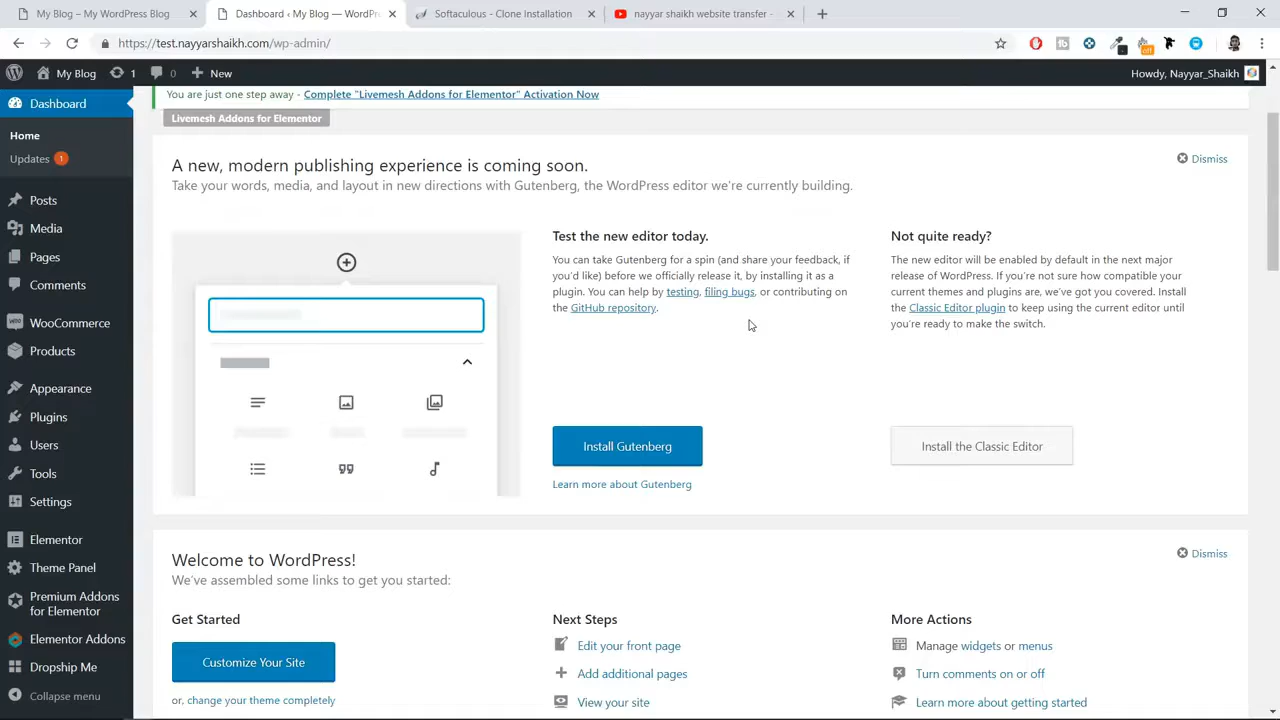 My Blog – My WordPress Blog
Dashboard ‹ My Blog — WordPr
Softaculous - Clone Installation
nayyar shaikh website transfer -
https://test.nayyarshaikh.com/wp-admin/
My Blog
1
0
New
Howdy, Nayyar_Shaikh
Dashboard
Home
Updates 1
Posts
Media
Pages
Comments
WooCommerce
Products
Appearance
Plugins
Users
Tools
Settings
Elementor
Theme Panel
Premium Addons
for Elementor
Elementor Addons
Dropship Me
Collapse menu
You are just one step away - Complete "Livemesh Addons for Elementor" Activation Now
Livemesh Addons for Elementor
A new, modern publishing experience is coming soon.
Dismiss
Take your words, media, and layout in new directions with Gutenberg, the WordPress editor we're currently building.
Test the new editor today.
You can take Gutenberg for a spin (and share your feedback, if
you'd like) before we officially release it, by installing it as a
plugin. You can help by testing, filing bugs, or contributing on
the GitHub repository.
Install Gutenberg
Learn more about Gutenberg
Not quite ready?
The new editor will be enabled by default in the next major
release of WordPress. If you're not sure how compatible your
current themes and plugins are, we've got you covered. Install
the Classic Editor plugin to keep using the current editor until
you're ready to make the switch.
Install the Classic Editor
Welcome to WordPress!
Dismiss
We've assembled some links to get you started:
Get Started
Customize Your Site
or, change your theme completely
Next Steps
Edit your front page
Add additional pages
View your site
More Actions
Manage widgets or menus
Turn comments on or off
Learn more about getting started